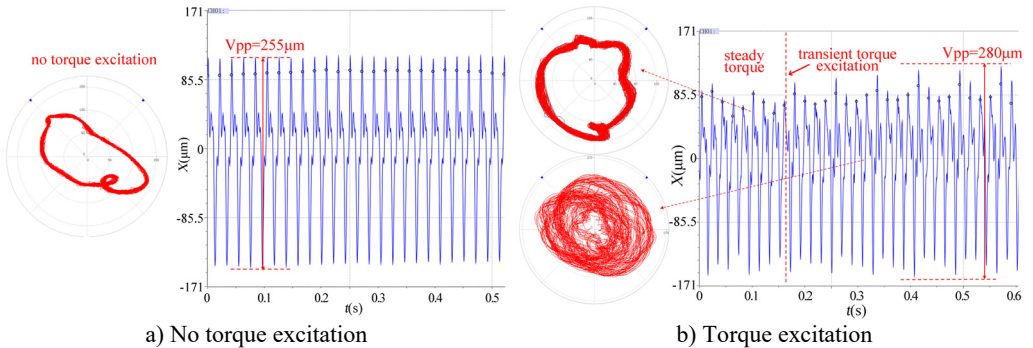 CH01:
171
Vpp=255μm
no torque excitation
85.5
X(μm)
0
-85.5
-171
0 0.1 0.2 0.3 0.4 0.5
t(s)
a) No torque excitation
CH01:
171
steady
torque
transient torque
excitation
Vpp=280μm
85.5
X(μm)
0
-85.5
-171
0 0.1 0.2 0.3 0.4 0.5 0.6
t(s)
b) Torque excitation